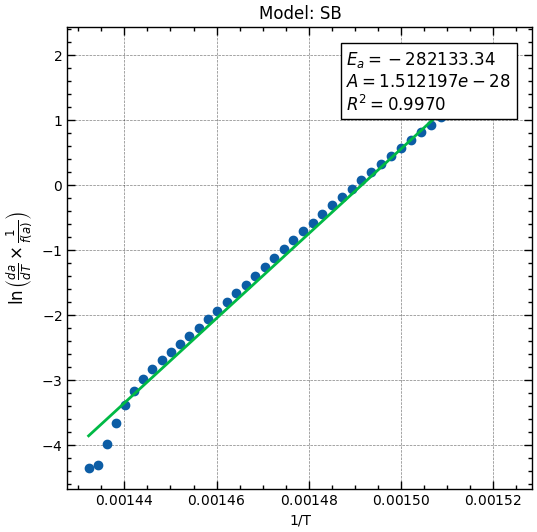 Model: SB
E_a = −282133.34
A = 1.512197e − 28
R² = 0.9970
2
1
0
−1
−2
−3
−4
ln(da/dT × 1/f(a))
0.00144 0.00146 0.00148 0.00150 0.00152
1/T